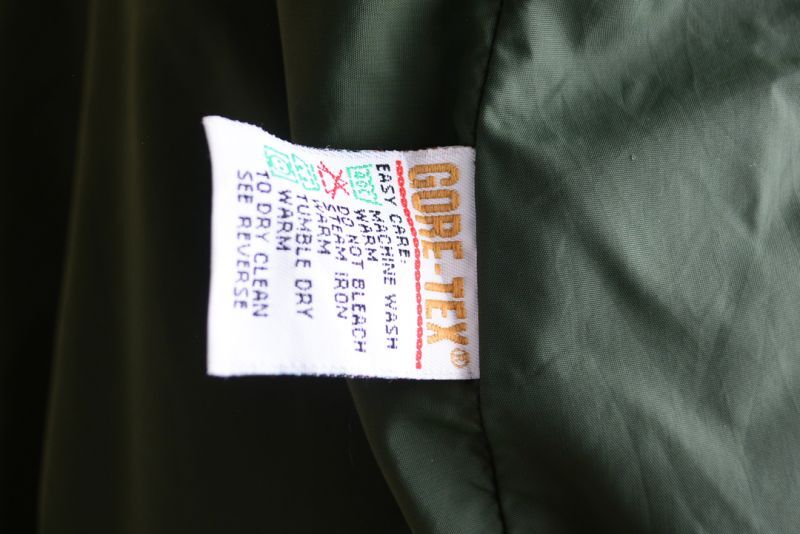 GORE-TEX®
EASY CARE:
MACHINE WASH
WARM
DO NOT BLEACH
STEAM IRON
WARM
TUMBLE DRY
WARM
TO DRY CLEAN
SEE REVERSE